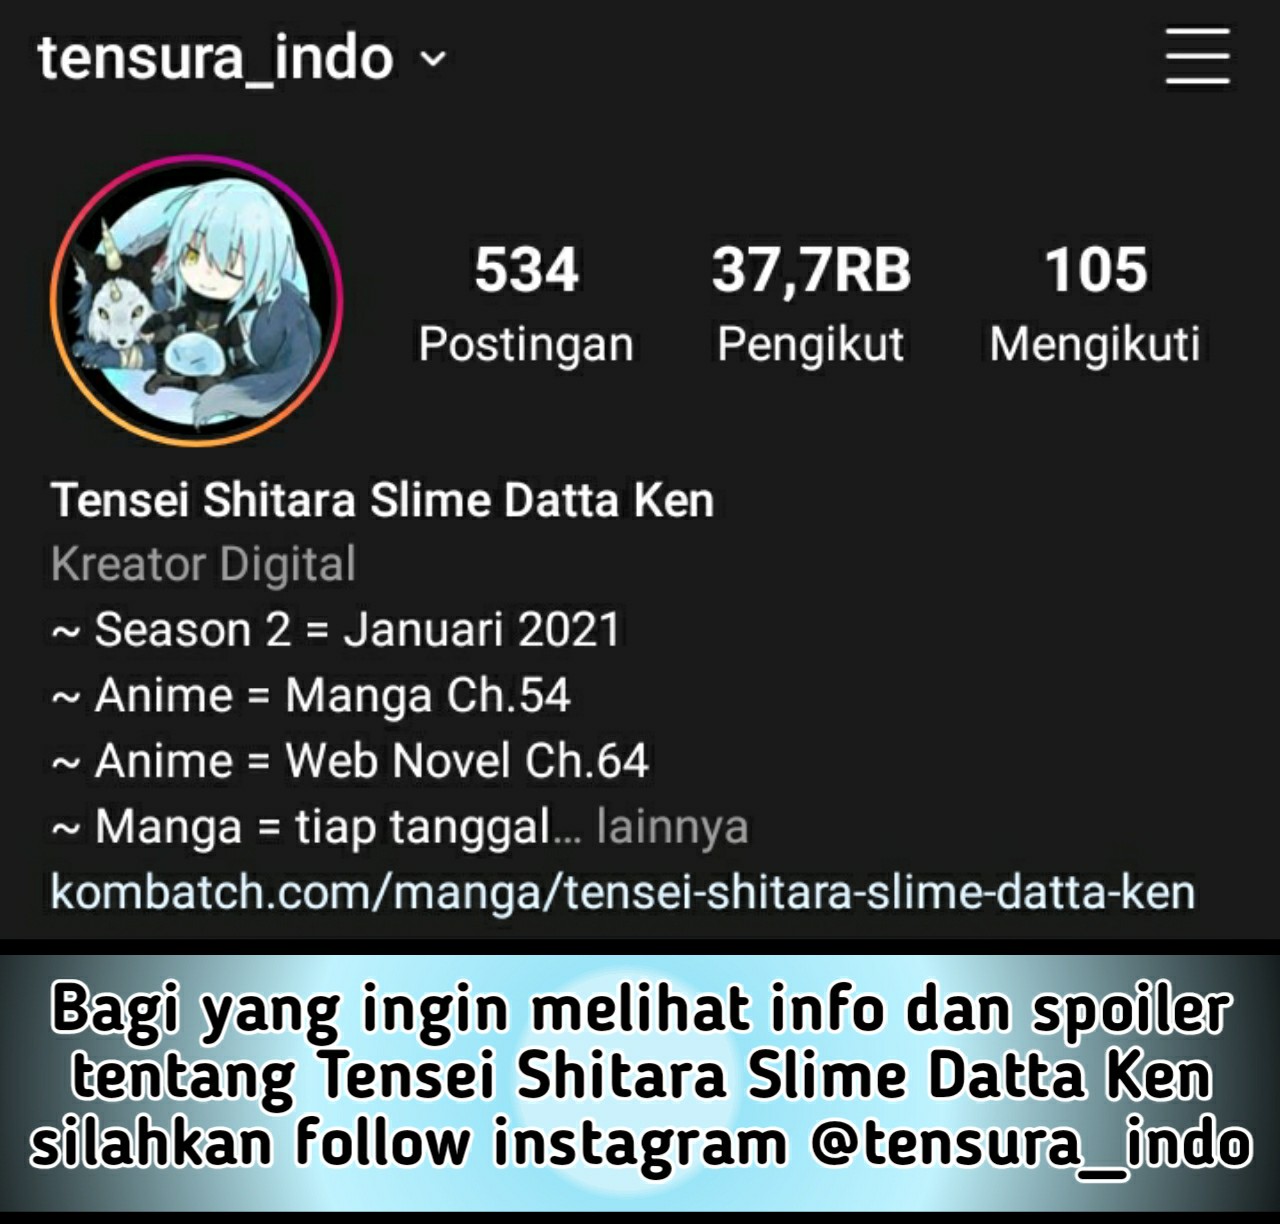 tensura_indo
534 37,7RB 105
Postingan Pengikut Mengikuti
Tensei Shitara Slime Datta Ken
Kreator Digital
~ Season 2 = Januari 2021
~ Anime = Manga Ch.54
~ Anime = Web Novel Ch.64
~ Manga = tiap tanggal... lainnya
kombatch.com/manga/tensei-shitara-slime-datta-ken
Bagi yang ingin melihat info dan spoiler
tentang Tensei Shitara Slime Datta Ken
silahkan follow instagram @tensura_indo